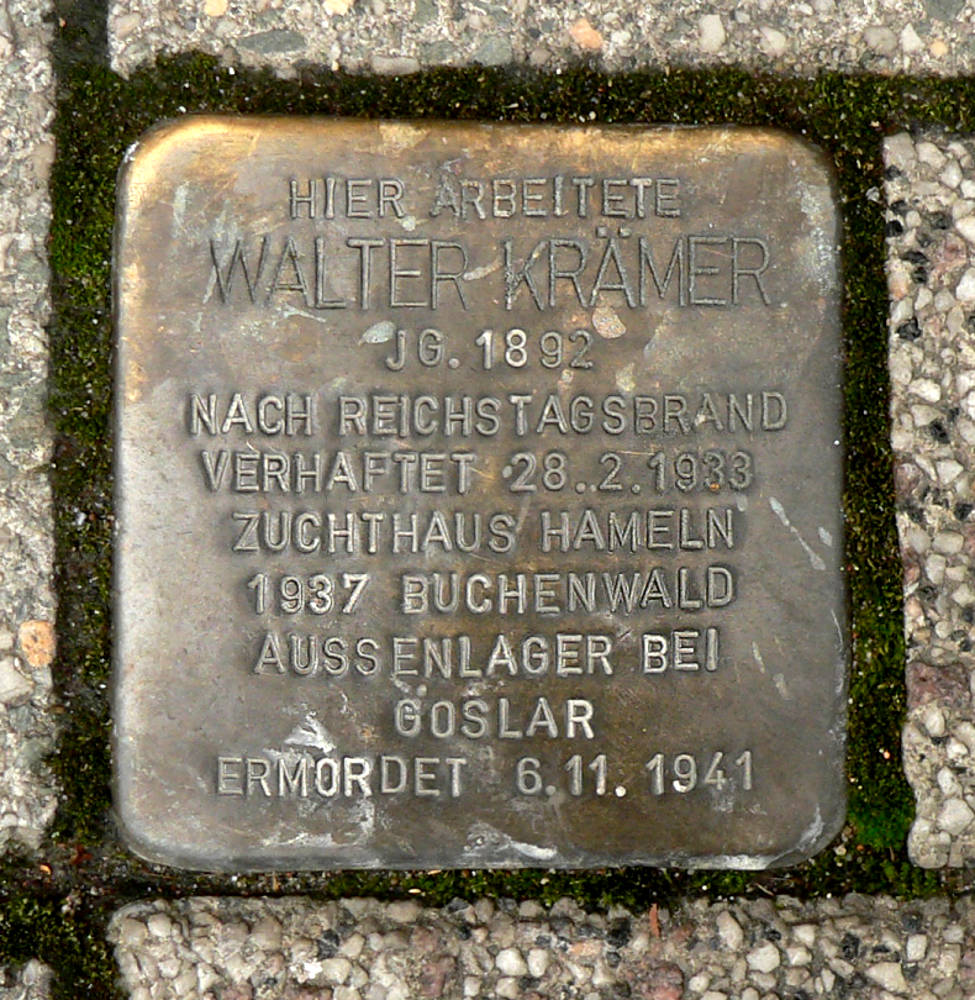 HIER ARBEITETE
WALTER KRÄMER
JG. 1892
NACH REICHSTAGSBRAND
VERHAFTET 28.2.1933
ZUCHTHAUS HAMELN
1937 BUCHENWALD
AUSSENLAGER BEI
GOSLAR
ERMORDET 6.11.1941